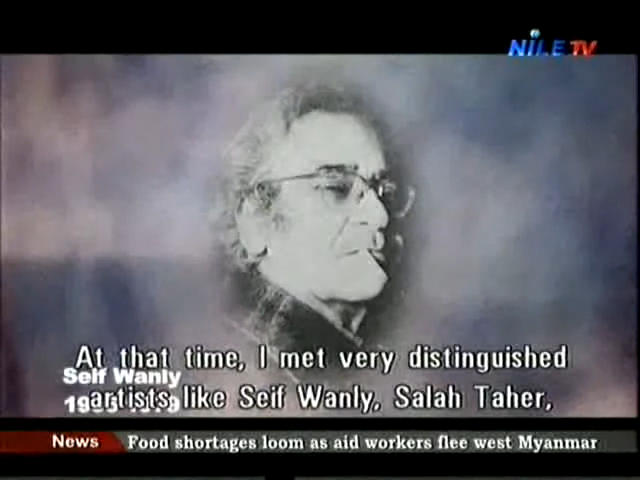 NiLE TV
At that time, I met very distinguished
Seif Wanly
artists like Seif Wanly, Salah Taher,
News Food shortages loom as aid workers flee west Myanmar